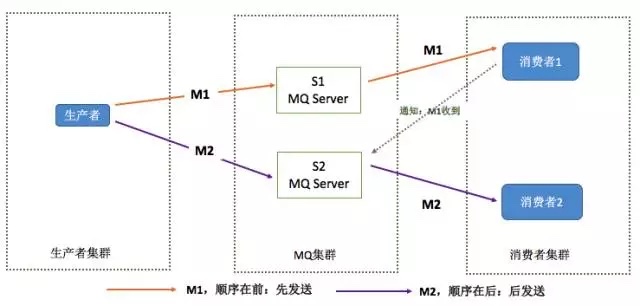 M1
M1
S1
MQ Server
消费者1
生产者
通知：M1收到
M2
S2
MQ Server
M2
消费者2
生产者集群
MQ集群
消费者集群
M1，顺序在前：先发送
M2，顺序在后：后发送